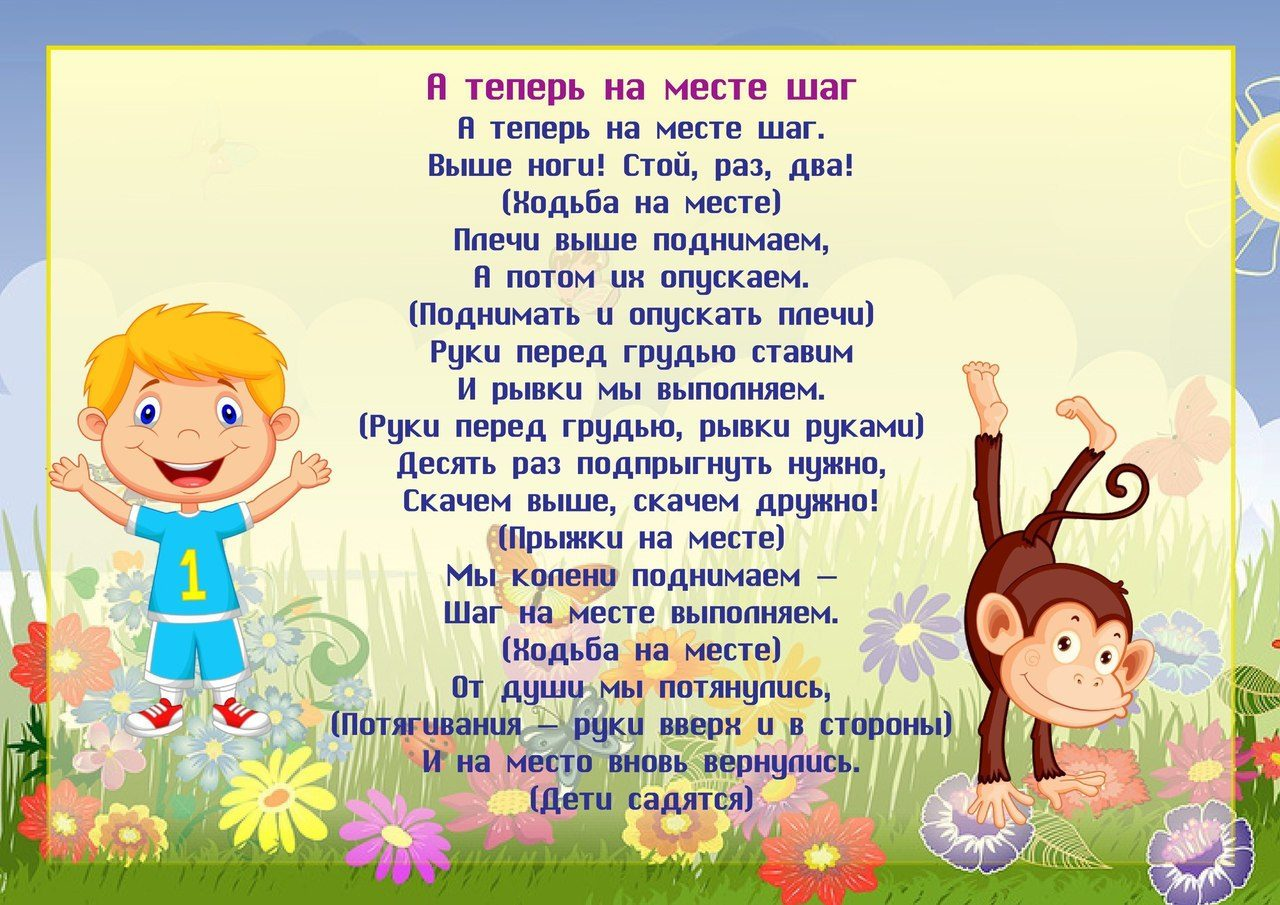 А теперь на месте шаг
А теперь на месте шаг.
Выше ноги! Стой, раз, два!
(Ходьба на месте)
Плечи выше поднимаем,
А потом их опускаем.
(Поднимать и опускать плечи)
Руки перед грудью ставим
И рывки мы выполняем.
(Руки перед грудью, рывки руками)
Десять раз подпрыгнуть нужно,
Скачем выше, скачем дружно!
(Прыжки на месте)
Мы колени поднимаем –
Шаг на месте выполняем.
(Ходьба на месте)
От души мы потянулись,
(Потягивания – руки вверх и в стороны)
И на место вновь вернулись.
(Дети садятся)
1